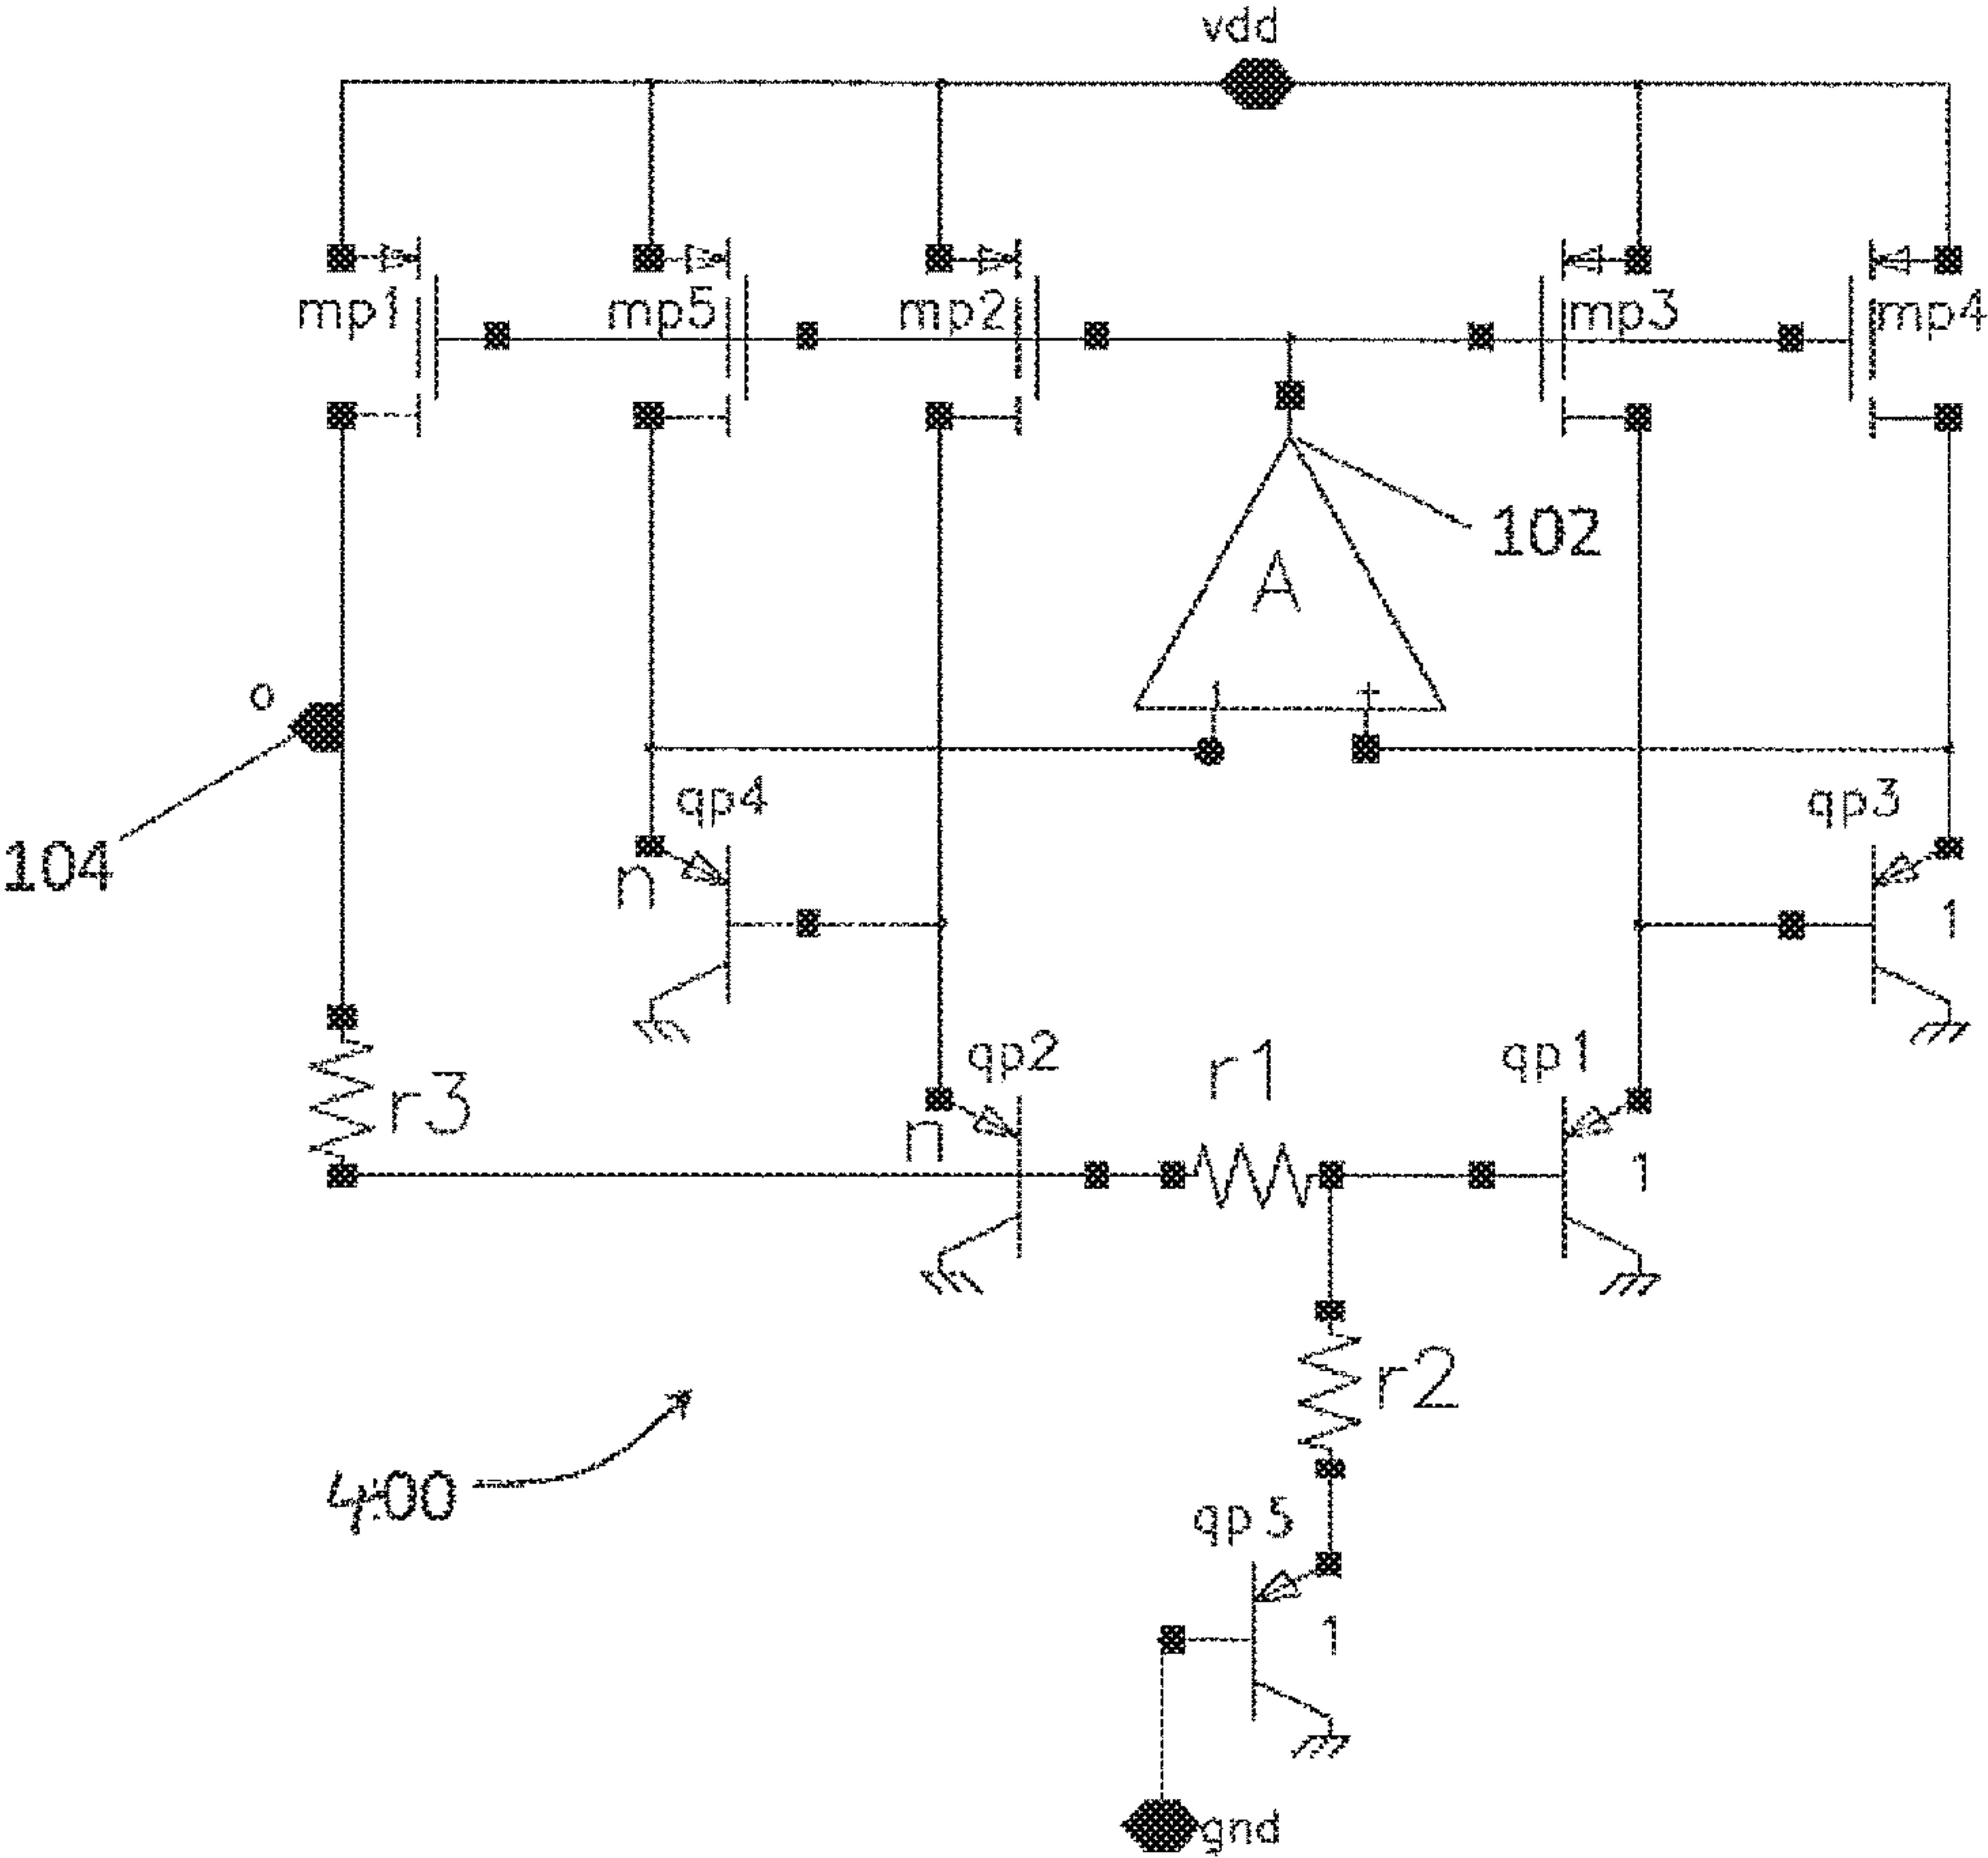 vdd
mp1
mp5
mp2
mp3
mp4
102
A
- +
o
104
qp4
n
qp3
1
r3
qp2
n
r1
qp1
1
r2
400
qp5
1
gnd